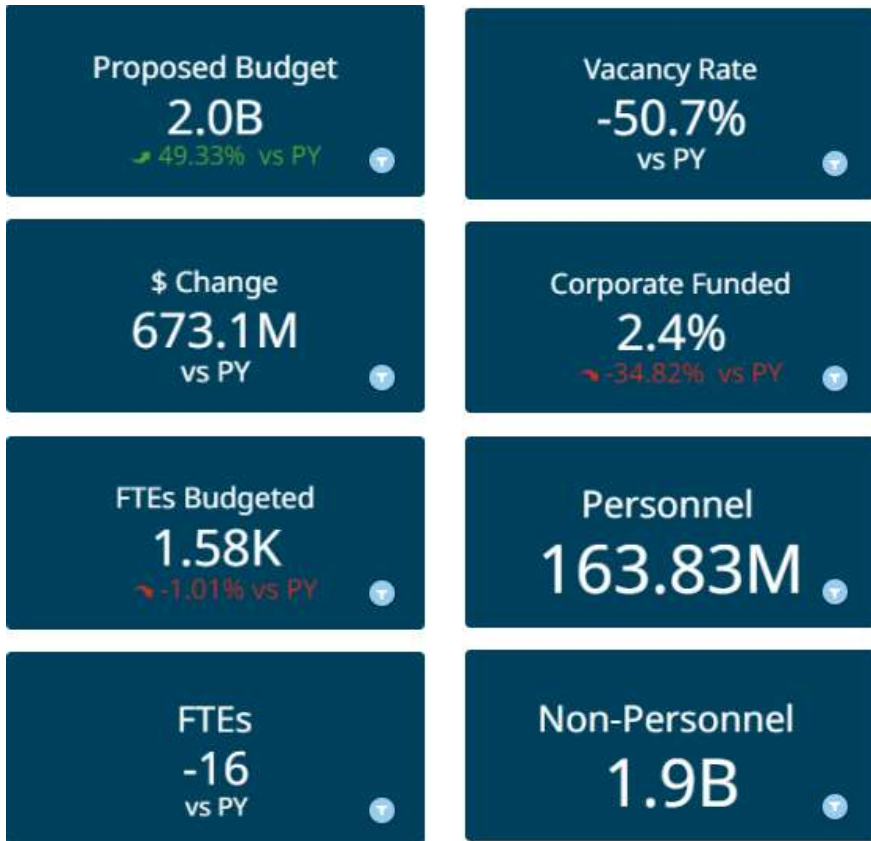 Proposed Budget
2.0B
49.33% vs PY
Vacancy Rate
-50.7%
vs PY
$ Change
673.1M
vs PY
Corporate Funded
2.4%
-34.82% vs PY
FTEs Budgeted
1.58K
-1.01% vs PY
Personnel
163.83M
FTEs
-16
vs PY
Non-Personnel
1.9B